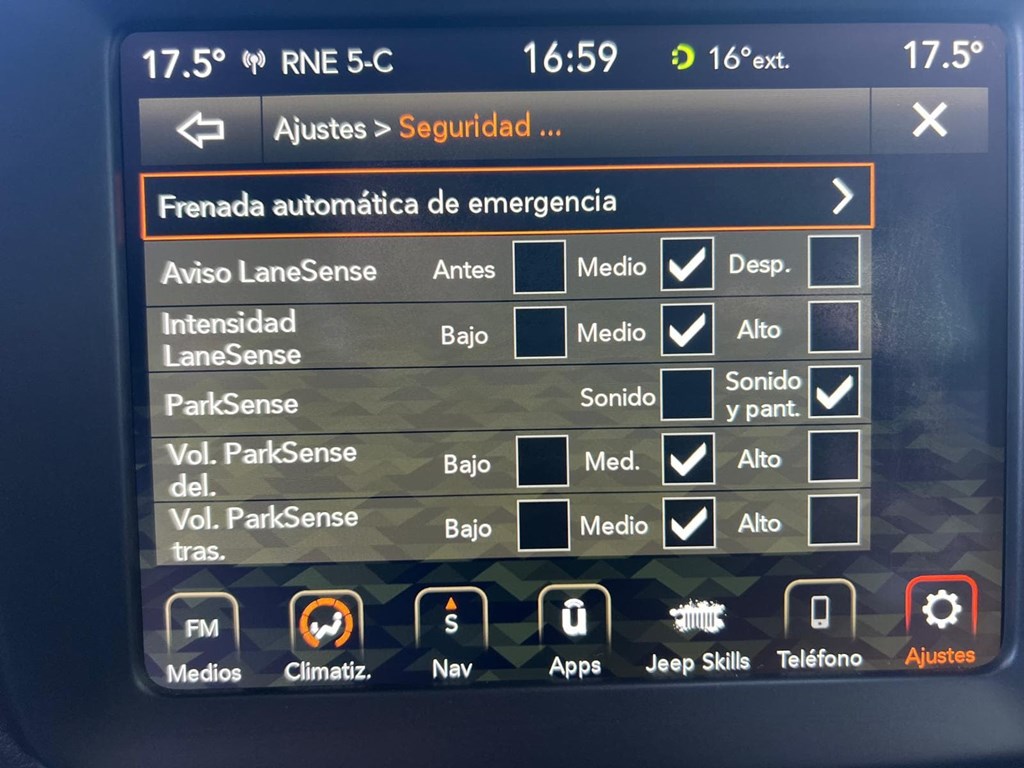 17.5° RNE 5-C 16:59 16°ext. 17.5°
Ajustes > Seguridad ...
Frenada automática de emergencia
Aviso LaneSense Antes Medio Desp.
Intensidad
LaneSense Bajo Medio Alto
ParkSense Sonido Sonido
y pant.
Vol. ParkSense
del. Bajo Med. Alto
Vol. ParkSense
tras. Bajo Medio Alto
FM S u
Medios Climatiz. Nav Apps Jeep Skills Teléfono Ajustes